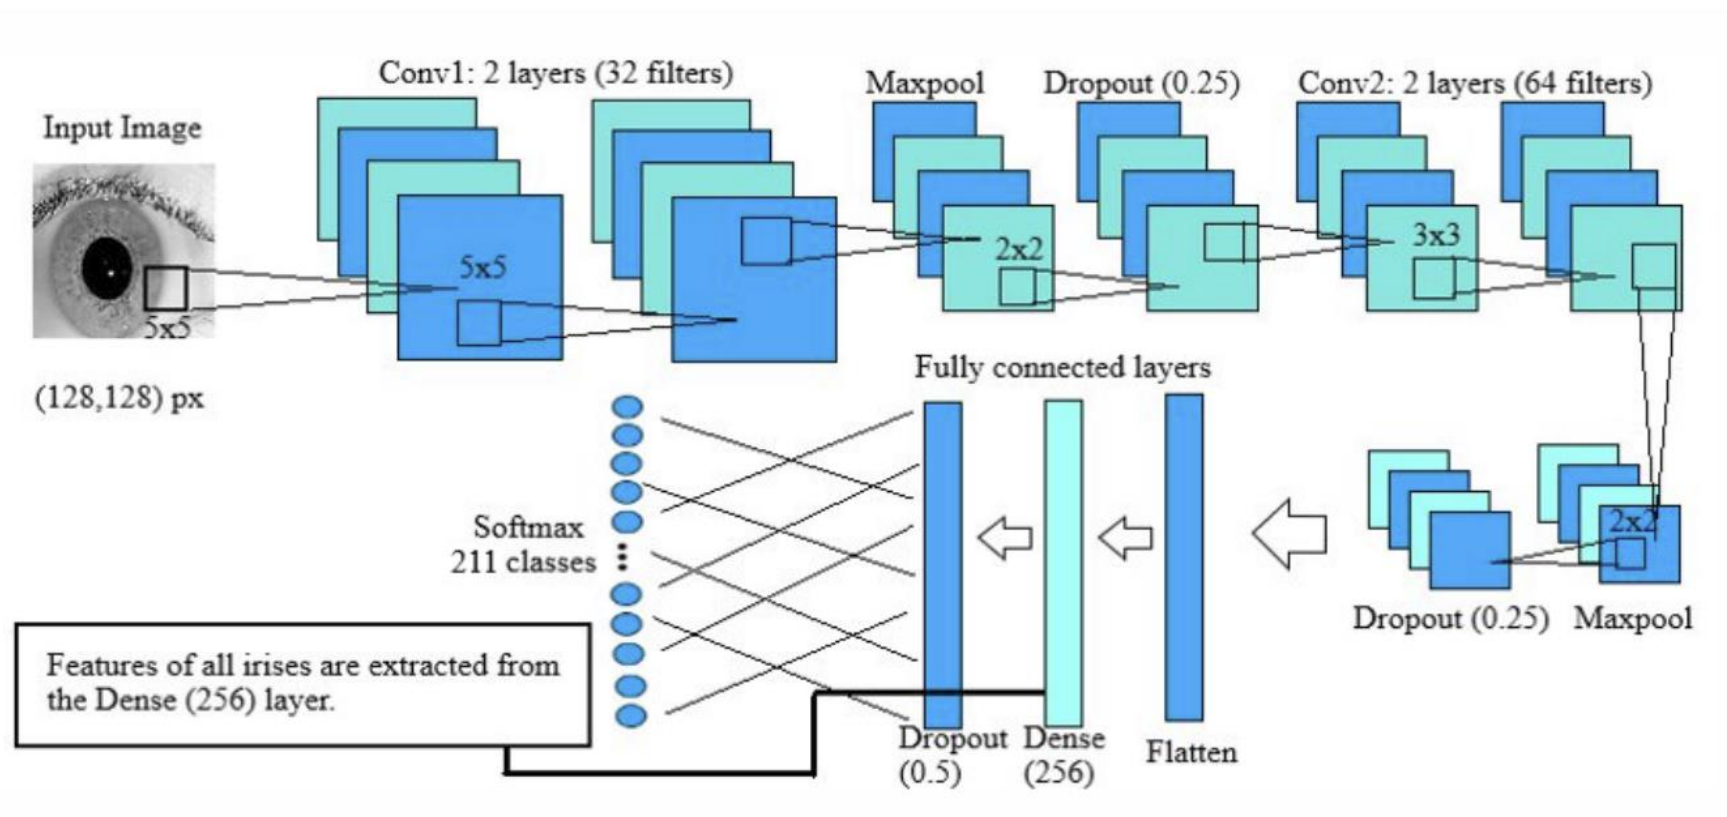 Conv1: 2 layers (32 filters)
Maxpool
Dropout (0.25)
Conv2: 2 layers (64 filters)
Input Image
5x5
5x5
2x2
3x3
(128,128) px
Fully connected layers
Softmax
211 classes
2x2
Dropout (0.25)
Maxpool
Features of all irises are extracted from
the Dense (256) layer.
Dropout
(0.5)
Dense
(256)
Flatten